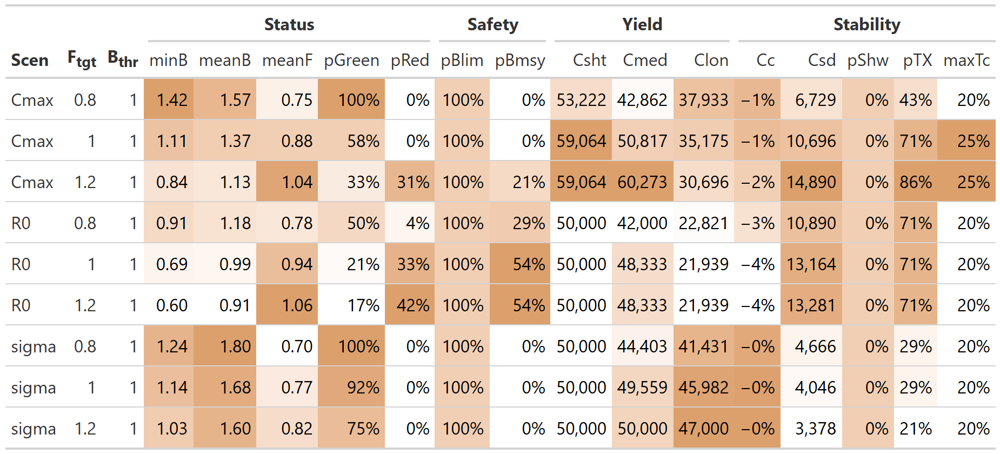 Status Safety Yield Stability
Scen Ftgt Bthr minB meanB meanF pGreen pRed pBlim pBmsy Csht Cmed Clon Cc Csd pShw pTX maxTc
Cmax 0.8 1 1.42 1.57 0.75 100% 0% 100% 0% 53,222 42,862 37,933 −1% 6,729 0% 43% 20%
Cmax 1 1 1.11 1.37 0.88 58% 0% 100% 0% 59,064 50,817 35,175 −1% 10,696 0% 71% 25%
Cmax 1.2 1 0.84 1.13 1.04 33% 31% 100% 21% 59,064 60,273 30,696 −2% 14,890 0% 86% 25%
R0 0.8 1 0.91 1.18 0.78 50% 4% 100% 29% 50,000 42,000 22,821 −3% 10,890 0% 71% 20%
R0 1 1 0.69 0.99 0.94 21% 33% 100% 54% 50,000 48,333 21,939 −4% 13,164 0% 71% 20%
R0 1.2 1 0.60 0.91 1.06 17% 42% 100% 54% 50,000 48,333 21,939 −4% 13,281 0% 71% 20%
sigma 0.8 1 1.24 1.80 0.70 100% 0% 100% 0% 50,000 44,403 41,431 −0% 4,666 0% 29% 20%
sigma 1 1 1.14 1.68 0.77 92% 0% 100% 0% 50,000 49,559 45,982 −0% 4,046 0% 29% 20%
sigma 1.2 1 1.03 1.60 0.82 75% 0% 100% 0% 50,000 50,000 47,000 −0% 3,378 0% 21% 20%